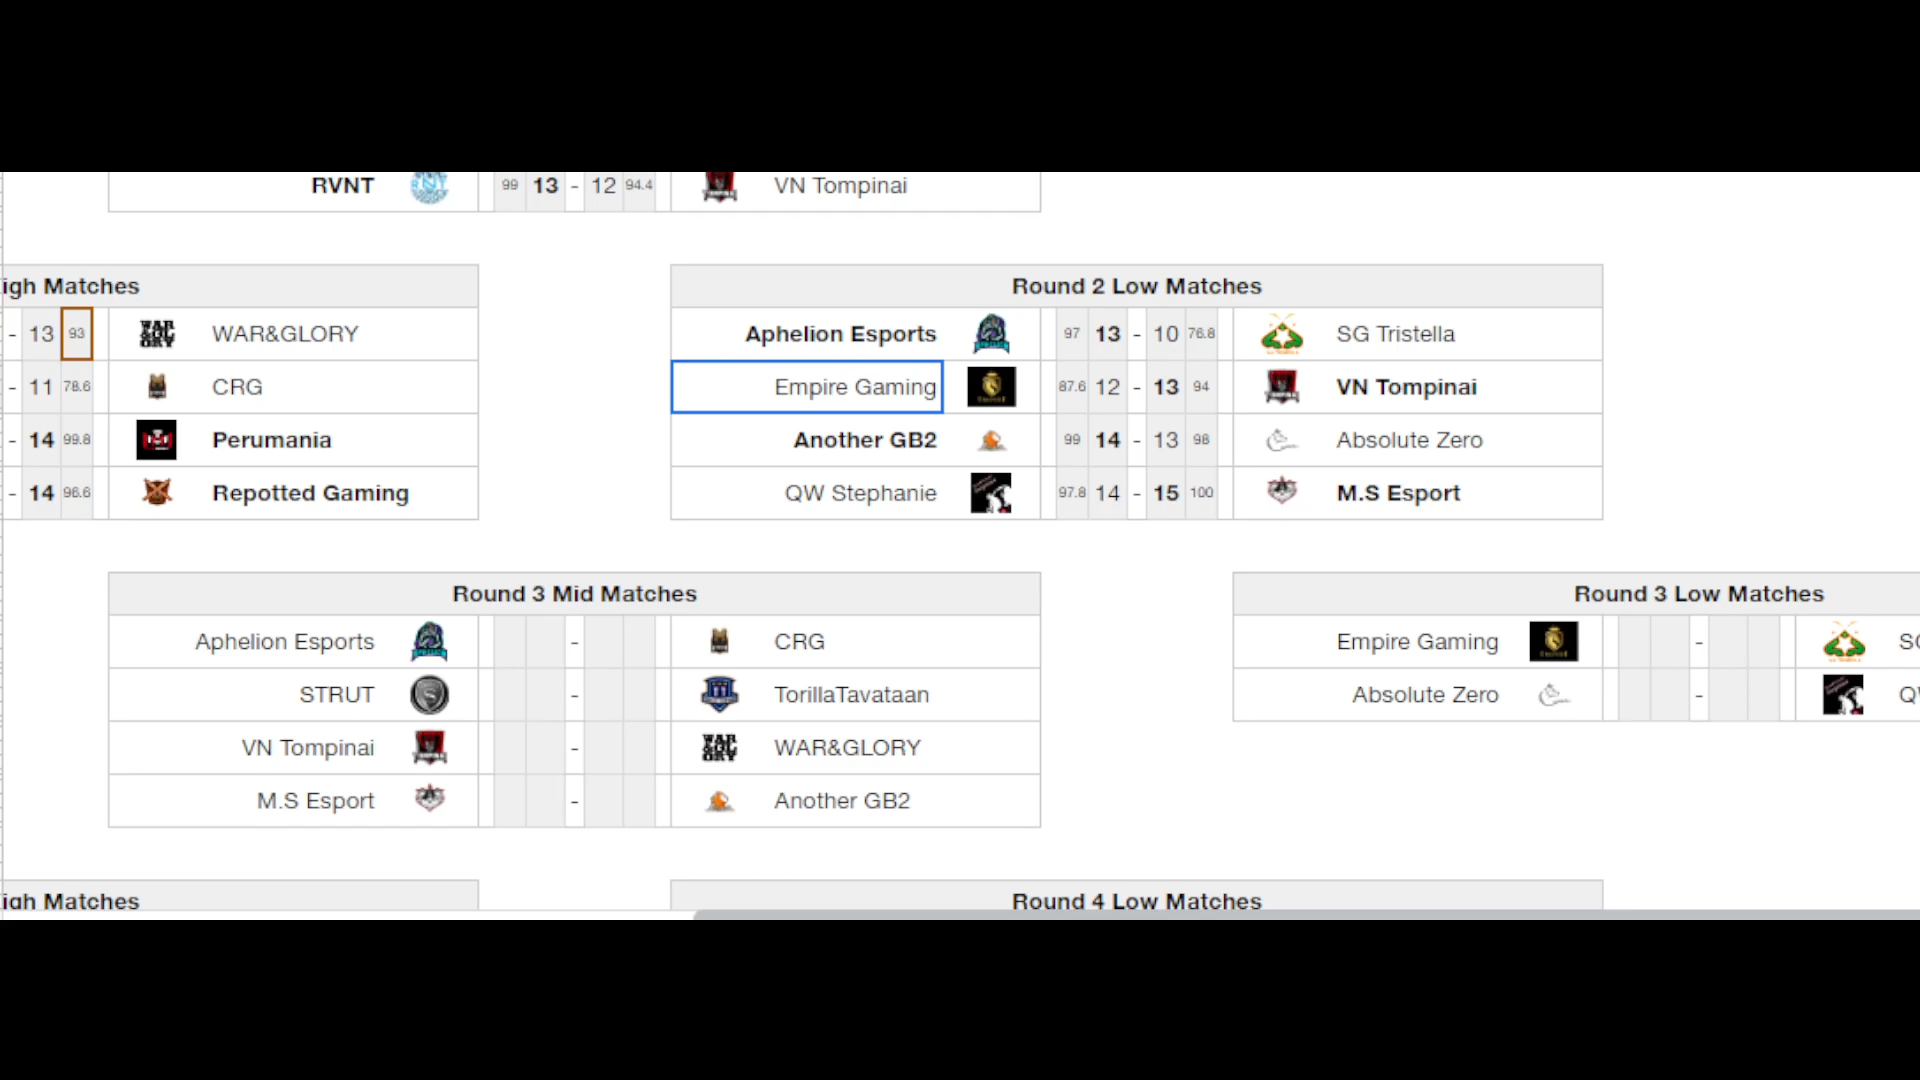 RVNT 99 13 - 12 94.4 VN Tompinai
igh Matches
- 13 93 WAR&GLORY
- 11 78.6 CRG
- 14 99.8 Perumania
- 14 96.6 Repotted Gaming
Round 2 Low Matches
Aphelion Esports 97 13 - 10 76.8 SG Tristella
Empire Gaming 87.6 12 - 13 94 VN Tompinai
Another GB2 99 14 - 13 98 Absolute Zero
QW Stephanie 97.8 14 - 15 100 M.S Esport
Round 3 Mid Matches
Aphelion Esports - CRG
STRUT - TorillaTavataan
VN Tompinai - WAR&GLORY
M.S Esport - Another GB2
Round 3 Low Matches
Empire Gaming - SG
Absolute Zero - QW
igh Matches
Round 4 Low Matches